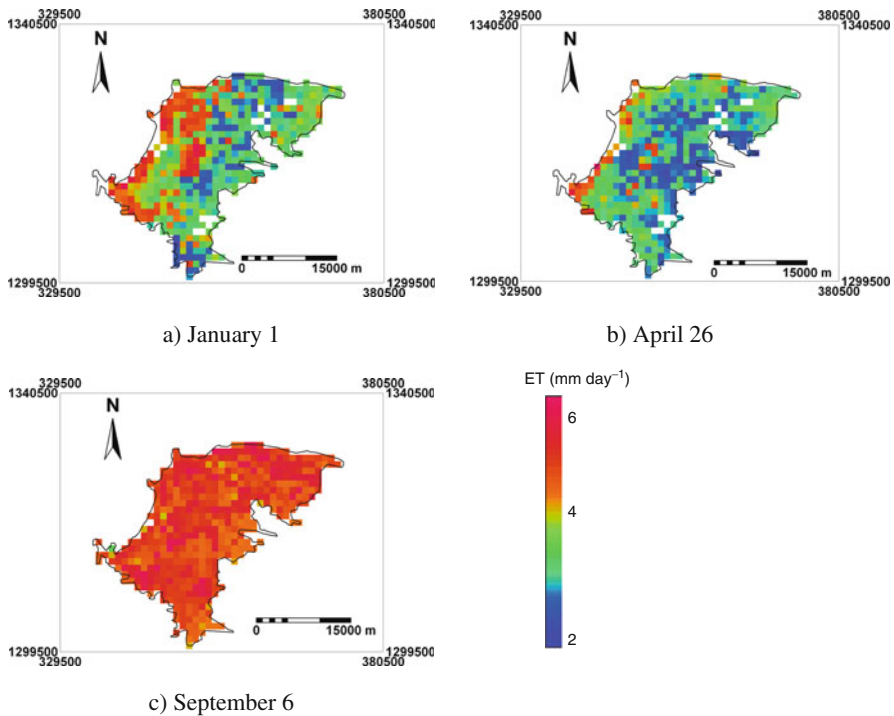 329500 380500
1340500 1340500
N
0 15000 m
1299500 1299500
329500 380500
a) January 1
329500 380500
1340500 1340500
N
0 15000 m
1299500 1299500
329500 380500
b) April 26
329500 380500
1340500 1340500
N
0 15000 m
1299500 1299500
329500 380500
c) September 6
ET (mm day⁻¹)
6
4
2